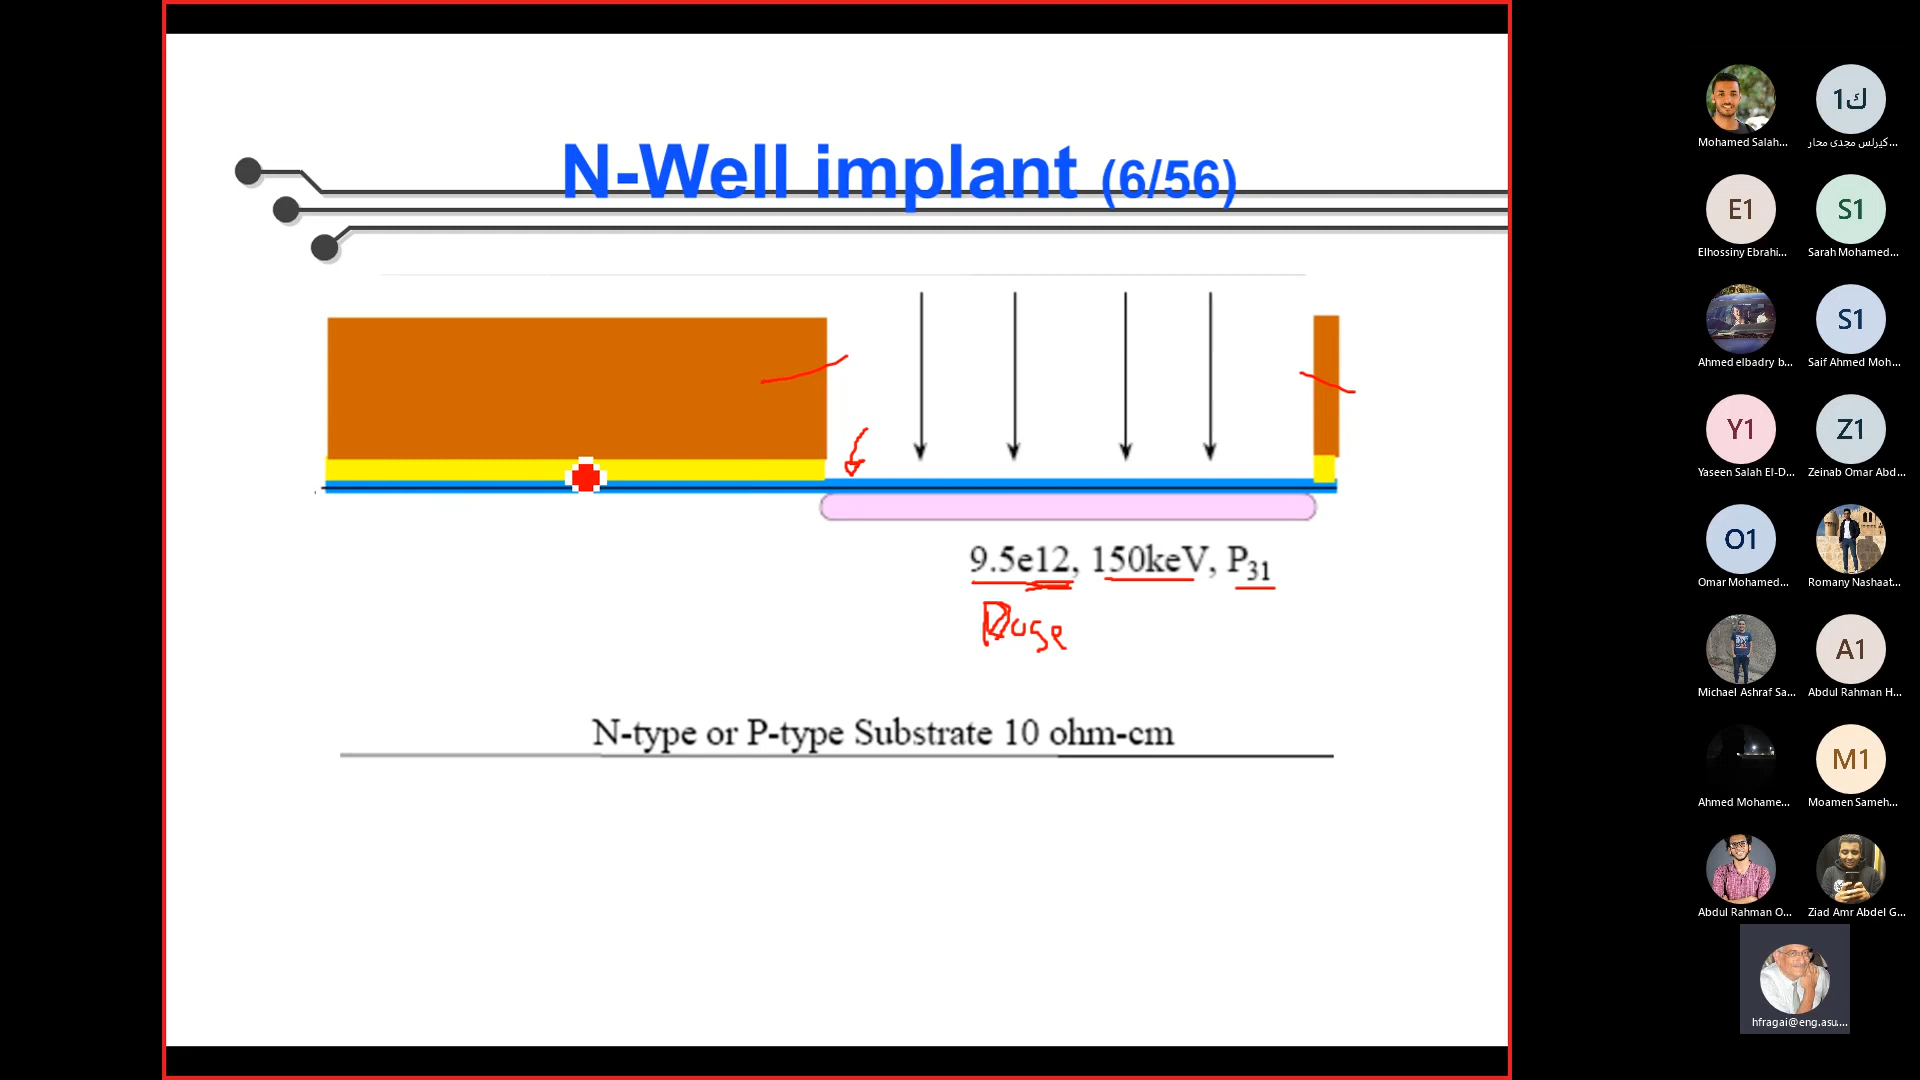 N-Well implant (6/56)
9.5e12, 150keV, P31
Dose
N-type or P-type Substrate 10 ohm-cm
1ك
Mohamed Salah...
كيرلس مجدى محار...
E1
S1
Elhossiny Ebrahi...
Sarah Mohamed...
S1
Ahmed elbadry b...
Saif Ahmed Moh...
Y1
Z1
Yaseen Salah El-D...
Zeinab Omar Abd...
O1
Omar Mohamed...
Romany Nashaat...
A1
Michael Ashraf Sa...
Abdul Rahman H...
M1
Ahmed Mohame...
Moamen Sameh...
Abdul Rahman O...
Ziad Amr Abdel G...
hfragai@eng.asu....